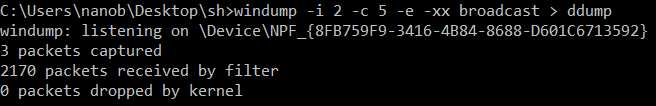 C:\Users\nanob\Desktop\sh>windump -i 2 -c 5 -e -xx broadcast > ddump
windump: listening on \Device\NPF_{8FB759F9-3416-4B84-8688-D601C6713592}
3 packets captured
2170 packets received by filter
0 packets dropped by kernel